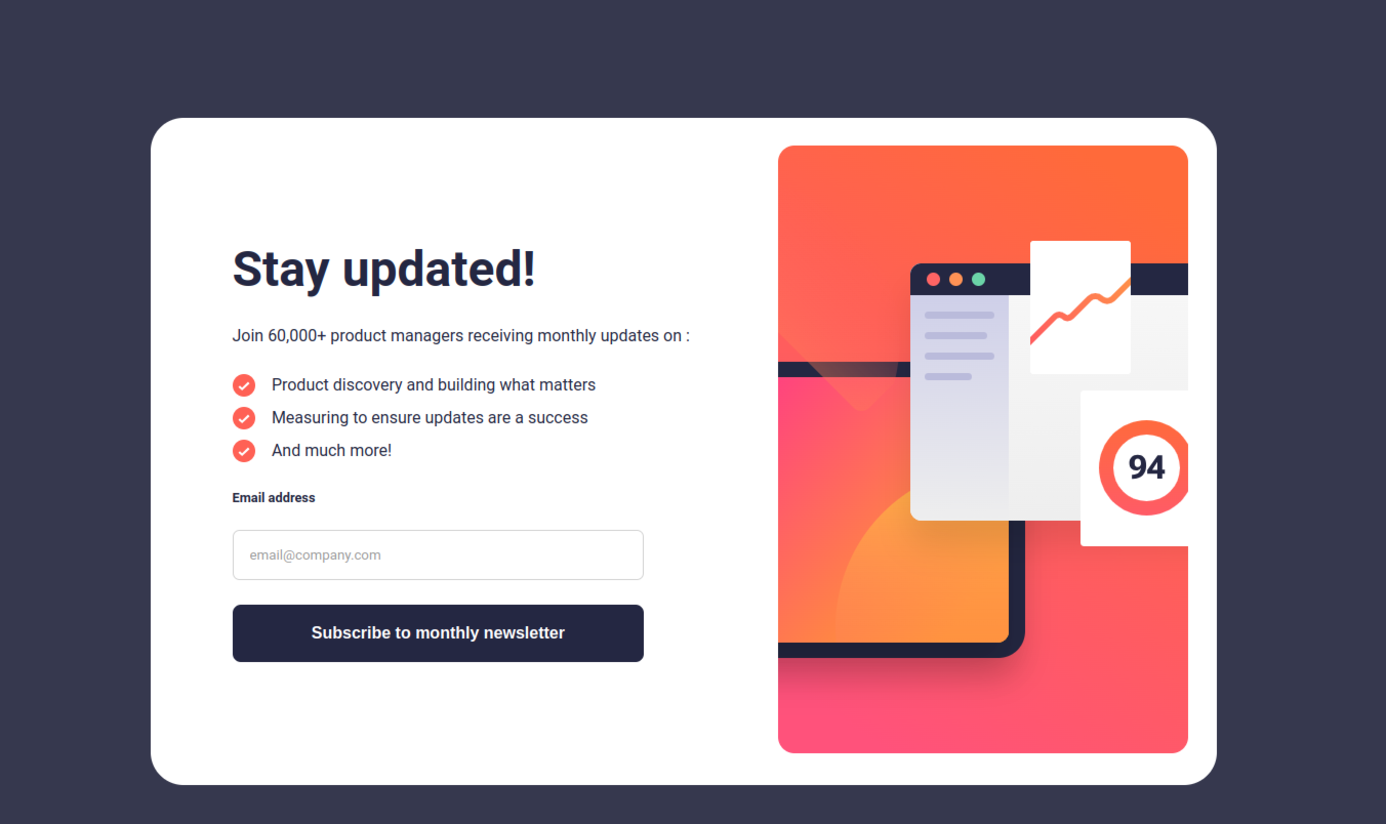 Stay updated!
Join 60,000+ product managers receiving monthly updates on :
Product discovery and building what matters
Measuring to ensure updates are a success
And much more!
Email address
email@company.com
Subscribe to monthly newsletter
94